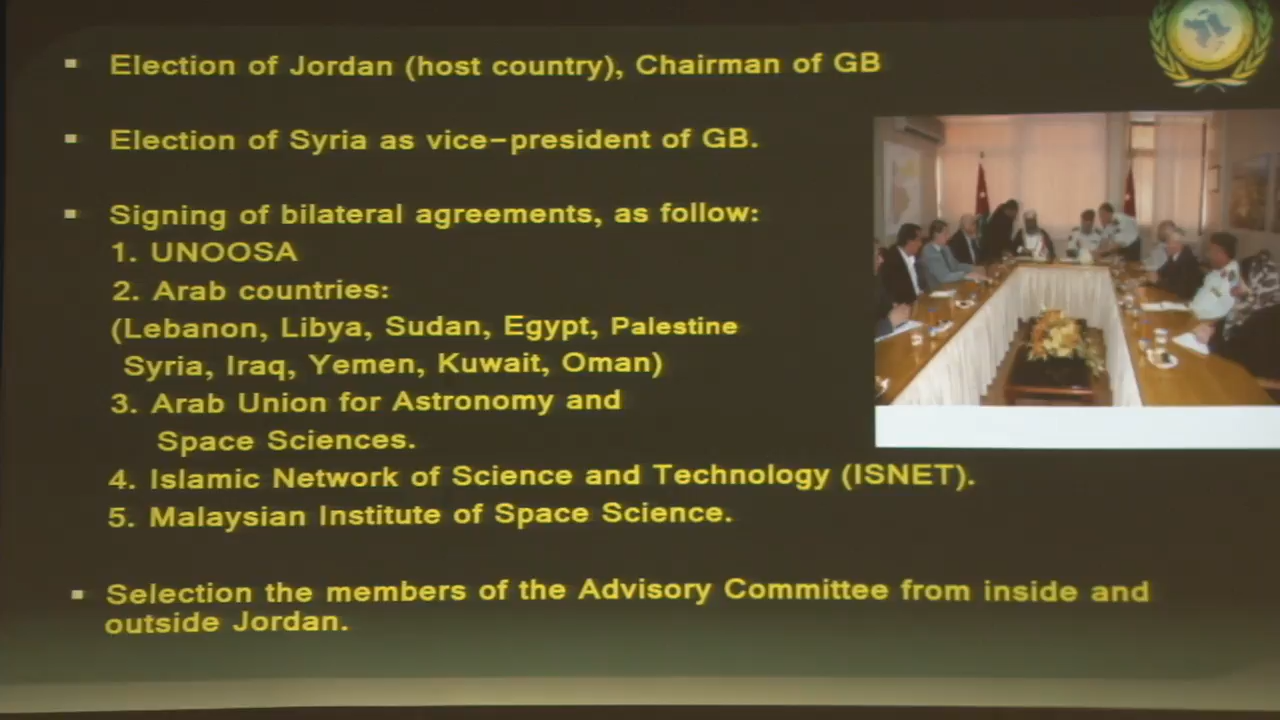 ▪ Election of Jordan (host country), Chairman of GB
▪ Election of Syria as vice-president of GB.
▪ Signing of bilateral agreements, as follow:
1. UNOOSA
2. Arab countries:
(Lebanon, Libya, Sudan, Egypt, Palestine
Syria, Iraq, Yemen, Kuwait, Oman)
3. Arab Union for Astronomy and
Space Sciences.
4. Islamic Network of Science and Technology (ISNET).
5. Malaysian Institute of Space Science.
▪ Selection the members of the Advisory Committee from inside and
outside Jordan.